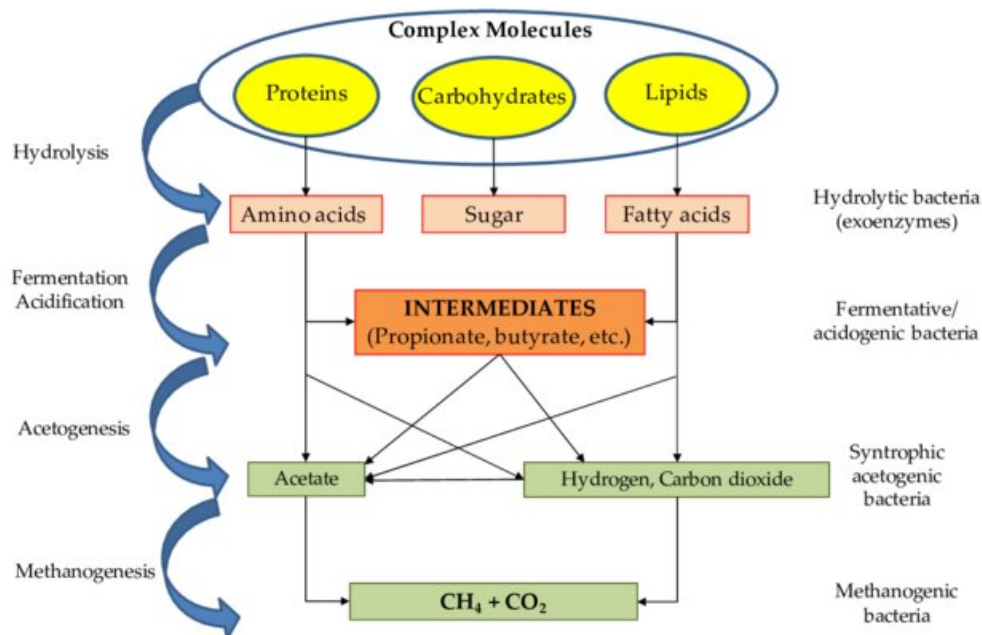 Complex Molecules
Proteins
Carbohydrates
Lipids
Hydrolysis
Amino acids
Sugar
Fatty acids
Hydrolytic bacteria
(exoenzymes)
Fermentation
Acidification
INTERMEDIATES
(Propionate, butyrate, etc.)
Fermentative/
acidogenic bacteria
Acetogenesis
Acetate
Hydrogen, Carbon dioxide
Syntrophic
acetogenic
bacteria
Methanogenesis
CH₄ + CO₂
Methanogenic
bacteria